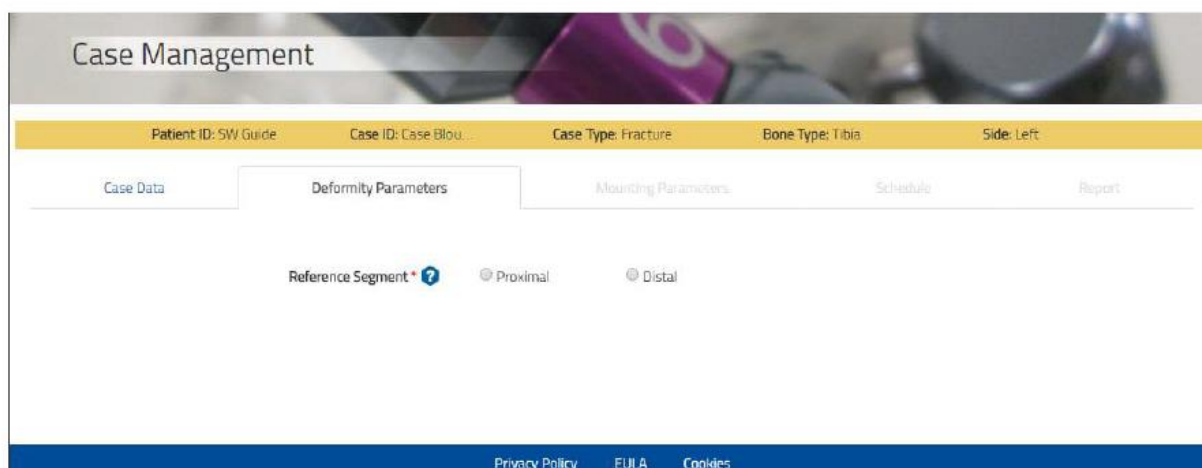 6
Case Management
Patient ID: SW Guide Case ID: Case Blou... Case Type: Fracture Bone Type: Tibia Side: Left
Case Data Deformity Parameters Mounting Parameters Schedule Report
Reference Segment * ? Proximal Distal
Privacy Policy EULA Cookies